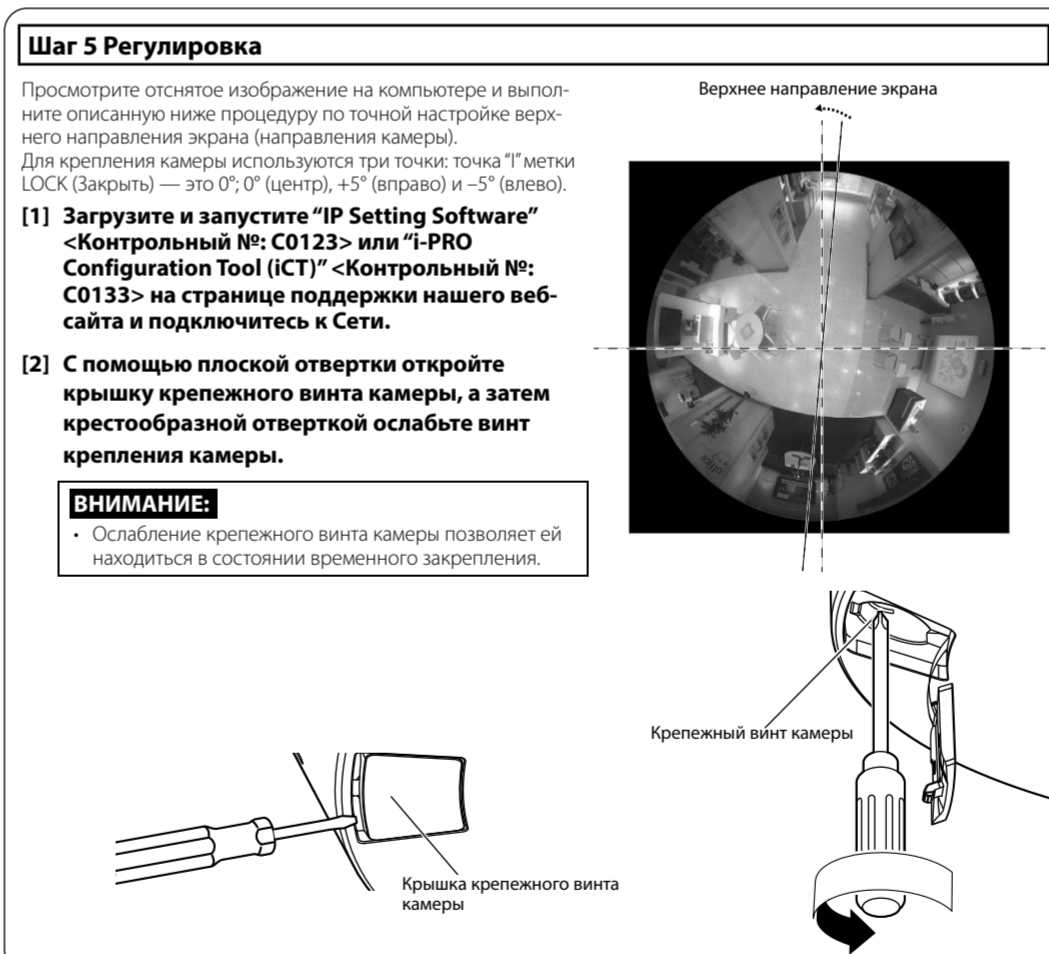 Шаг 5 Регулировка
Просмотрите отснятое изображение на компьютере и выпол-
ните описанную ниже процедуру по точной настройке верх-
него направления экрана (направления камеры).
Для крепления камеры используются три точки: точка “I” метки
LOCK (Закрыть) — это 0°; 0° (центр), +5° (вправо) и –5° (влево).
[1] Загрузите и запустите “IP Setting Software”
<Контрольный №: C0123> или “i-PRO
Configuration Tool (iCT)” <Контрольный №:
C0133> на странице поддержки нашего веб-
сайта и подключитесь к Сети.
[2] С помощью плоской отвертки откройте
крышку крепежного винта камеры, а затем
крестообразной отверткой ослабьте винт
крепления камеры.
ВНИМАНИЕ:
• Ослабление крепежного винта камеры позволяет ей
находиться в состоянии временного закрепления.
Верхнее направление экрана
office
Крепежный винт камеры
Крышка крепежного винта
камеры